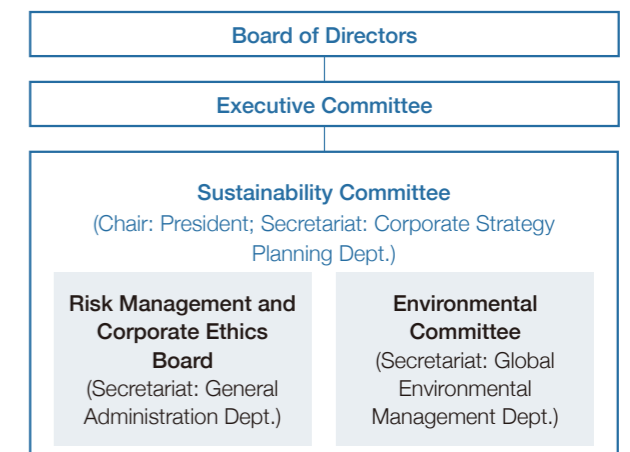 Board of Directors
Executive Committee
Sustainability Committee
(Chair: President; Secretariat: Corporate Strategy
Planning Dept.)
Risk Management and
Corporate Ethics
Board
(Secretariat: General
Administration Dept.)
Environmental
Committee
(Secretariat: Global
Environmental
Management Dept.)